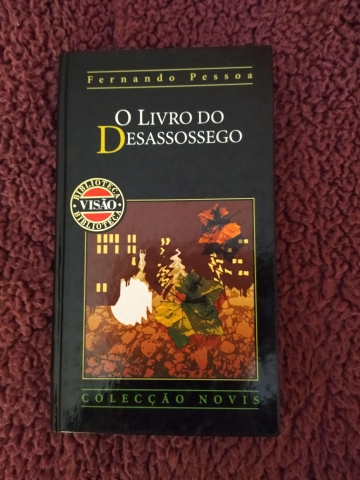 Fernando Pessoa
O LIVRO DO
DESASSOSSEGO
BIBLIOTECA
VISÃO
BIBLIOTECA
COLECÇÃO NOVIS